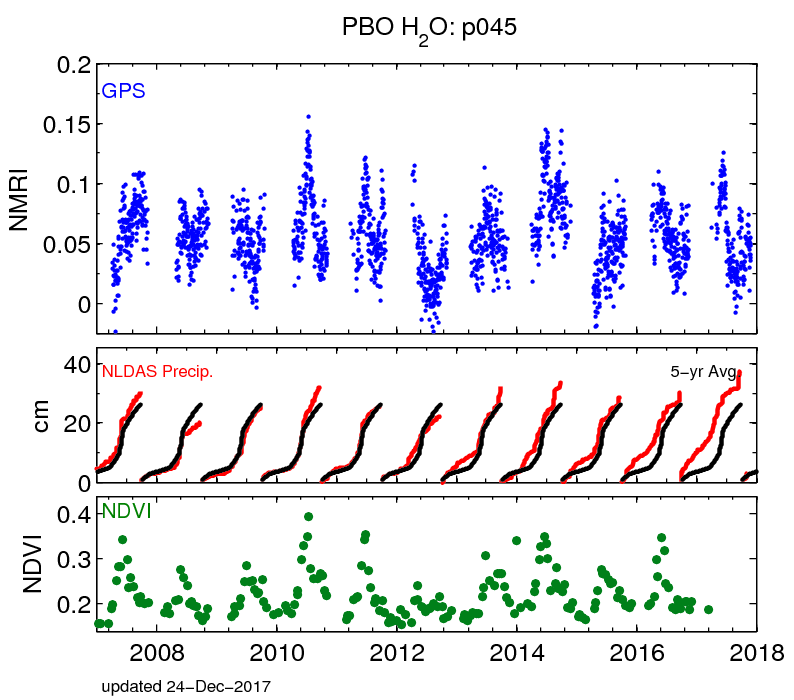 PBO H2O: p045
0.2
GPS
0.15
0.1
NMRI
0.05
0
NLDAS Precip.
5−yr Avg.
40
cm
20
0
NDVI
0.4
NDVI
0.3
0.2
2008 2010 2012 2014 2016 2018
updated 24−Dec−2017